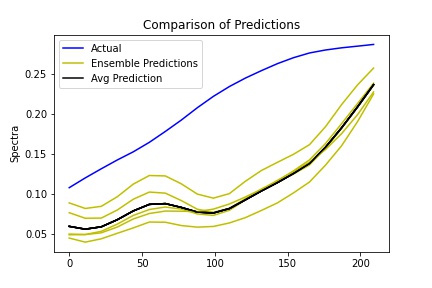 Comparison of Predictions
Actual
Ensemble Predictions
Avg Prediction
Spectra
0.25
0.20
0.15
0.10
0.05
0 50 100 150 200